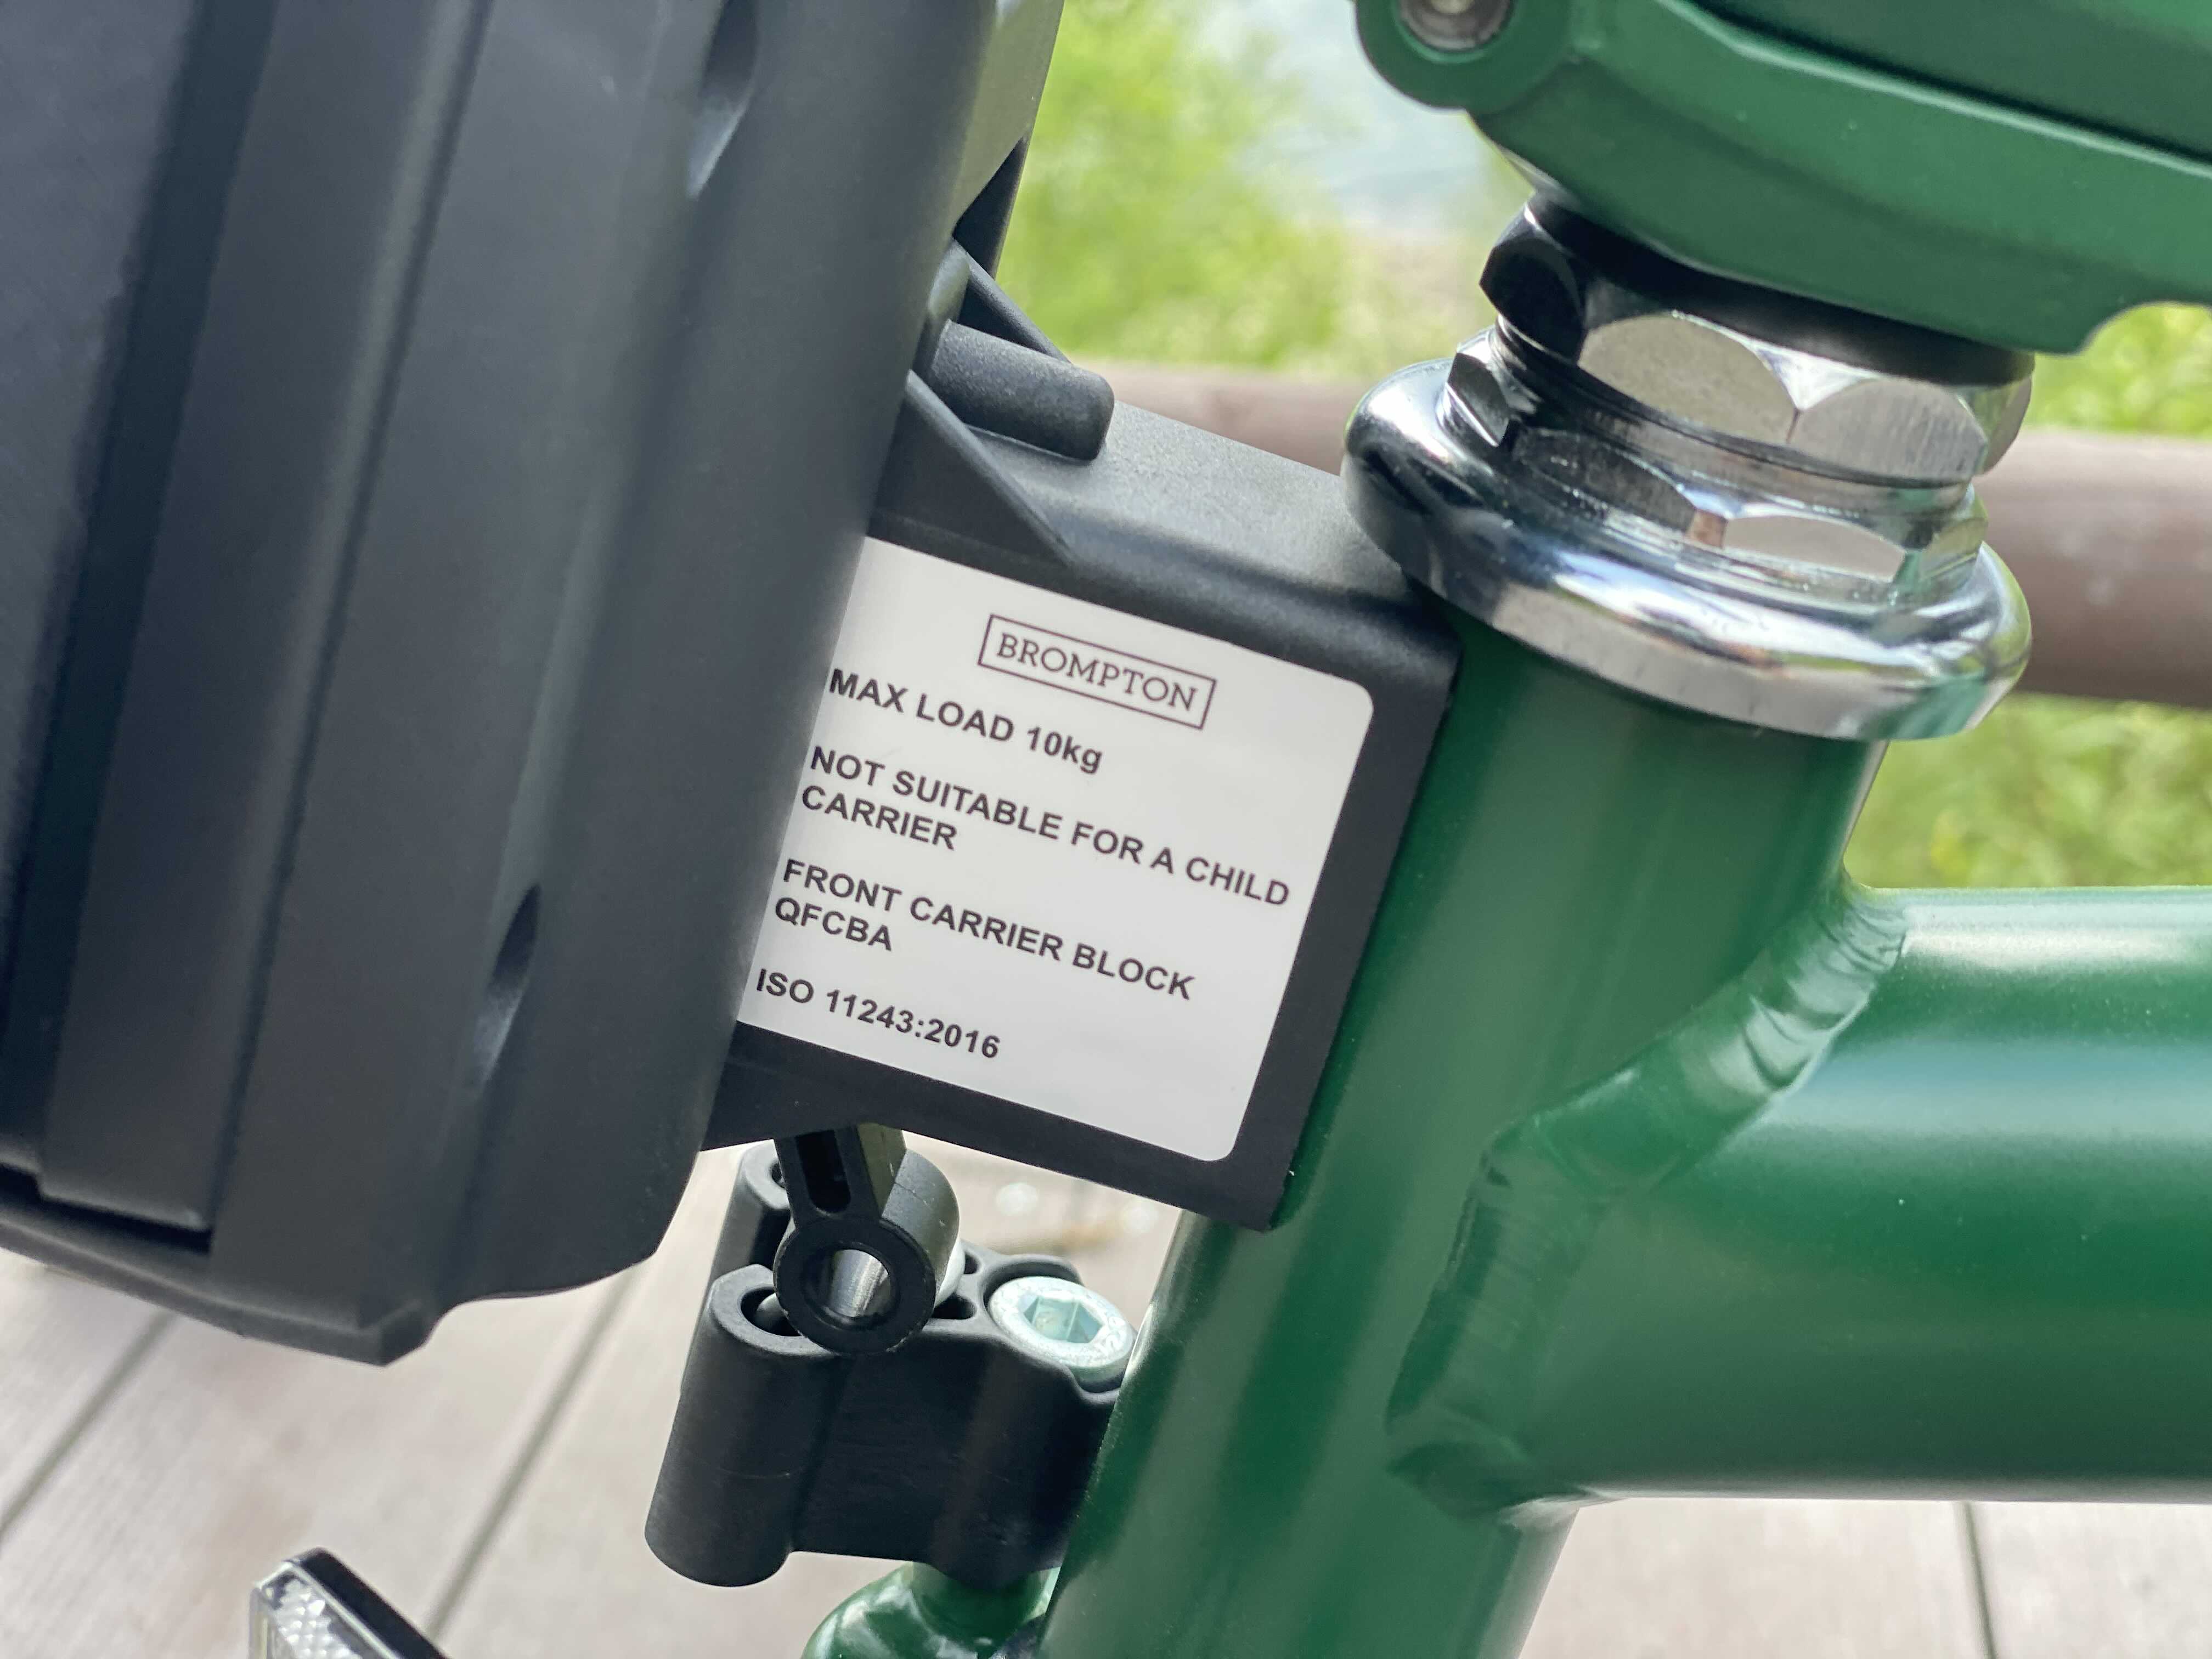 BROMPTON
MAX LOAD 10kg
NOT SUITABLE FOR A CHILD
CARRIER
FRONT CARRIER BLOCK
QFCBA
ISO 11243:2016